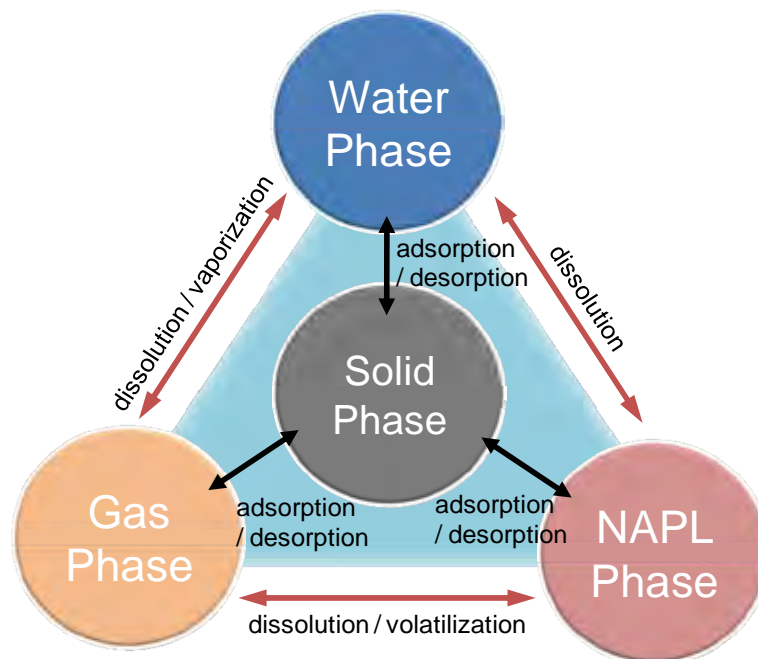 Water
Phase
adsorption
/ desorption
dissolution / vaporization
dissolution
Solid
Phase
adsorption
/ desorption
adsorption
/ desorption
Gas
Phase
NAPL
Phase
dissolution / volatilization